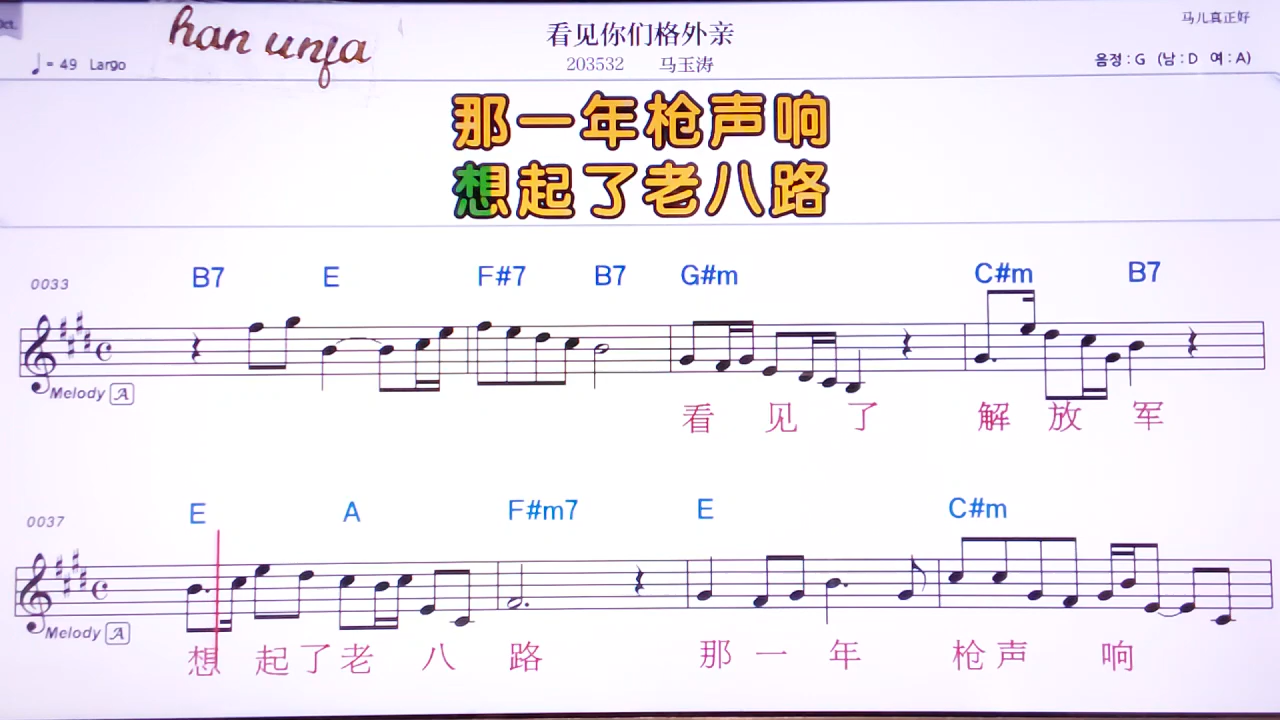 Oct.
han unfa
看见你们格外亲
马儿真正好
♩= 49 Largo
203532 马玉涛
음정 : G (남 : D 여 : A)
那一年枪声响
想起了老八路
0033 B7 E F#7 B7 G#m C#m B7
Melody A
看 见 了 解 放 军
0037 E A F#m7 E C#m
Melody A
想 起 了 老 八 路 那 一 年 枪 声 响